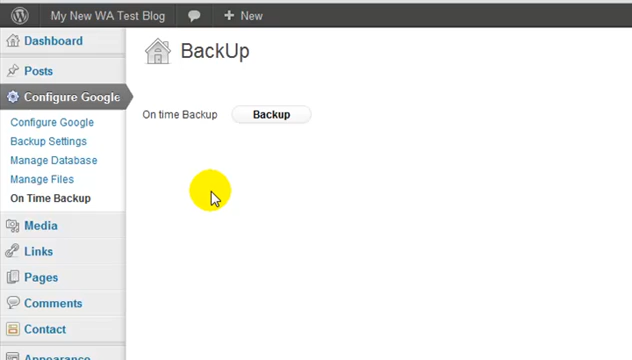 My New WA Test Blog
New
Dashboard
Posts
Configure Google
Configure Google
Backup Settings
Manage Database
Manage Files
On Time Backup
Media
Links
Pages
Comments
Contact
Appearance
BackUp
On time Backup
Backup